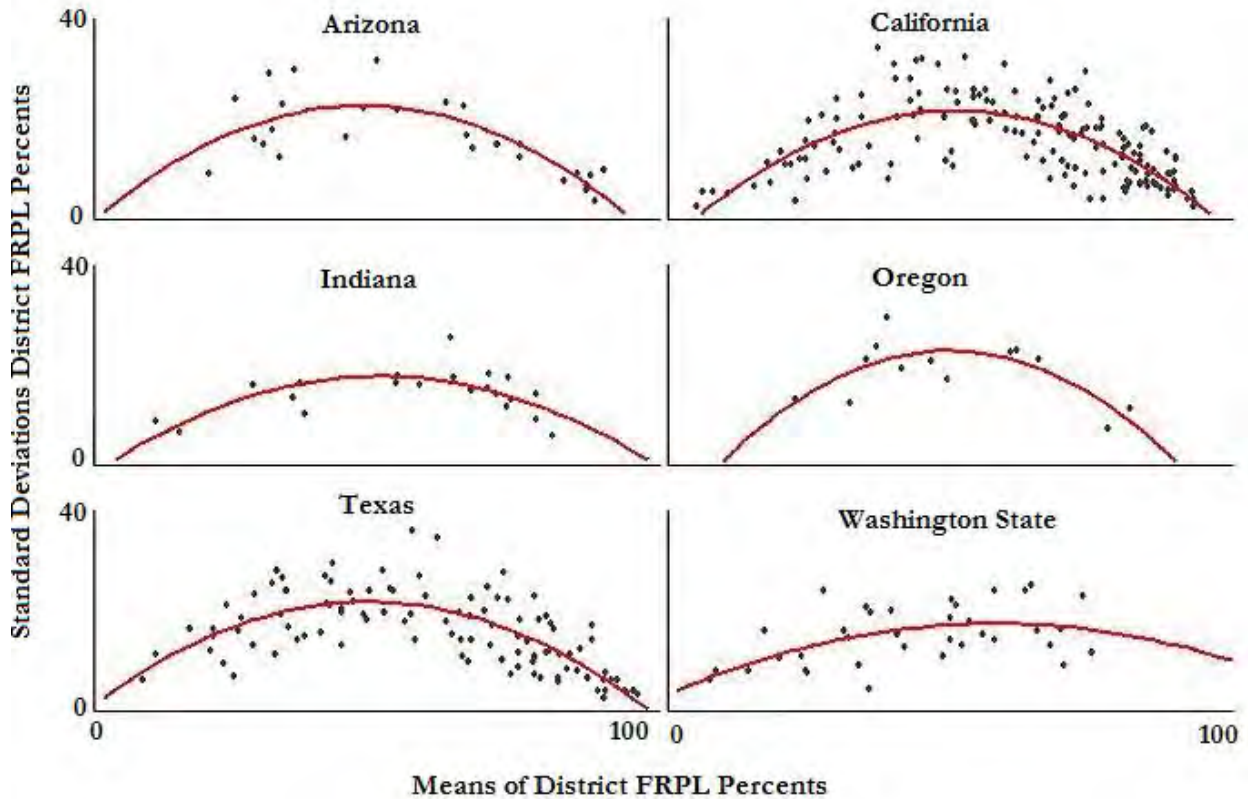 Standard Deviations District FRPL Percents
40
Arizona
California
0
40
Indiana
Oregon
0
40
Texas
Washington State
0
0
100
0
100
Means of District FRPL Percents